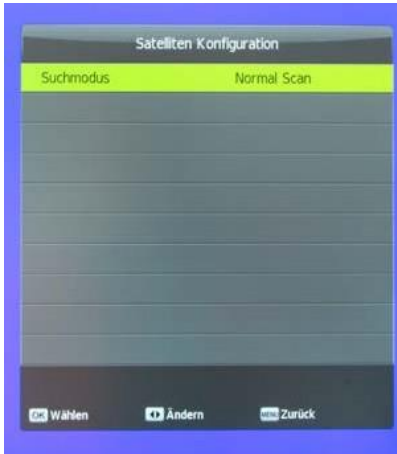 Satelliten Konfiguration
Suchmodus Normal Scan
OK Wählen Ändern MENU Zurück